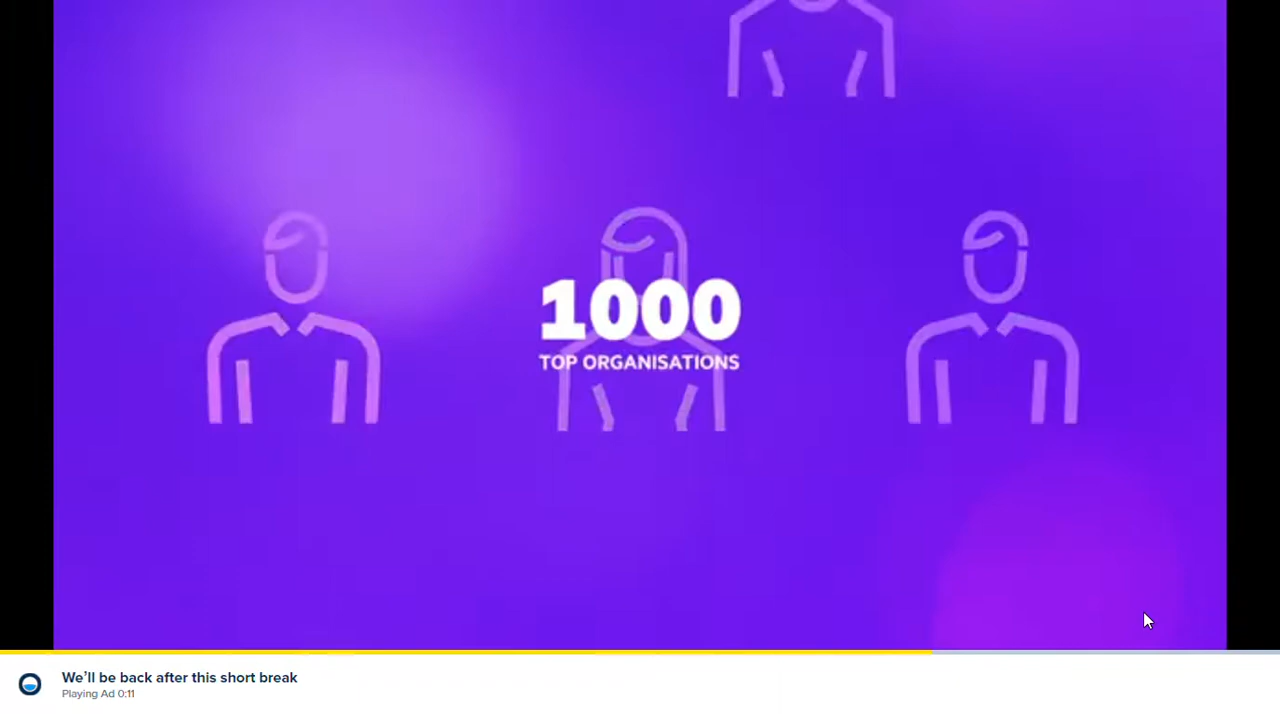 1000
TOP ORGANISATIONS
We'll be back after this short break
Playing Ad 0:11